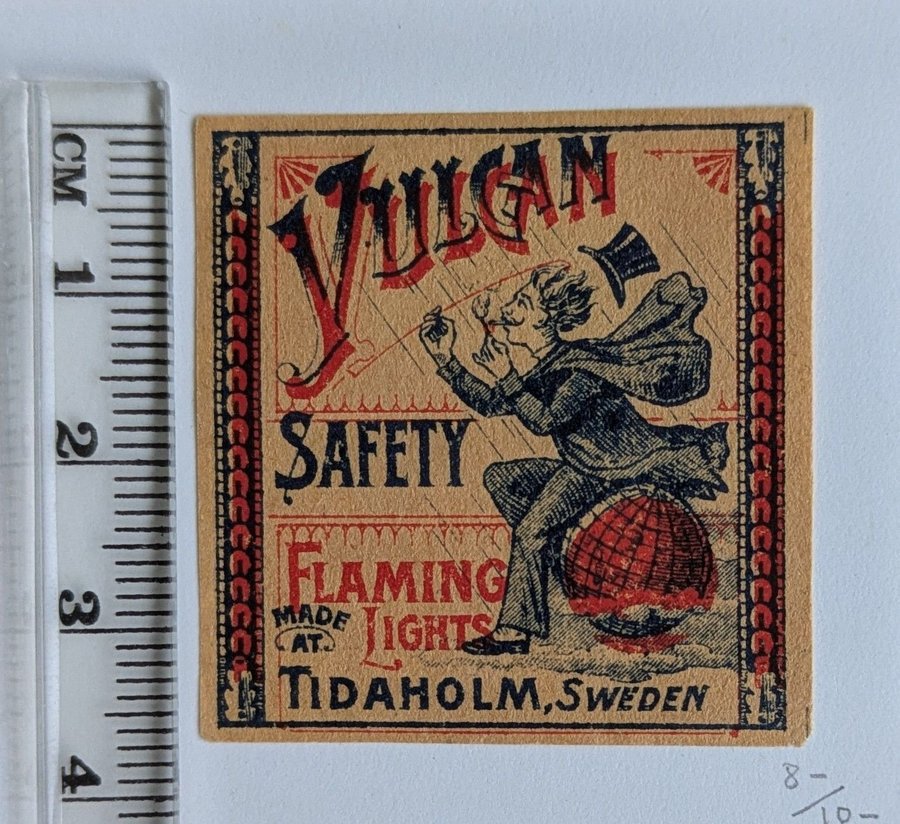 CM
1
2
3
4
VULCAN
SAFETY
FLAMING
LIGHTS
MADE
AT
TIDAHOLM, SWEDEN
8-
/10-